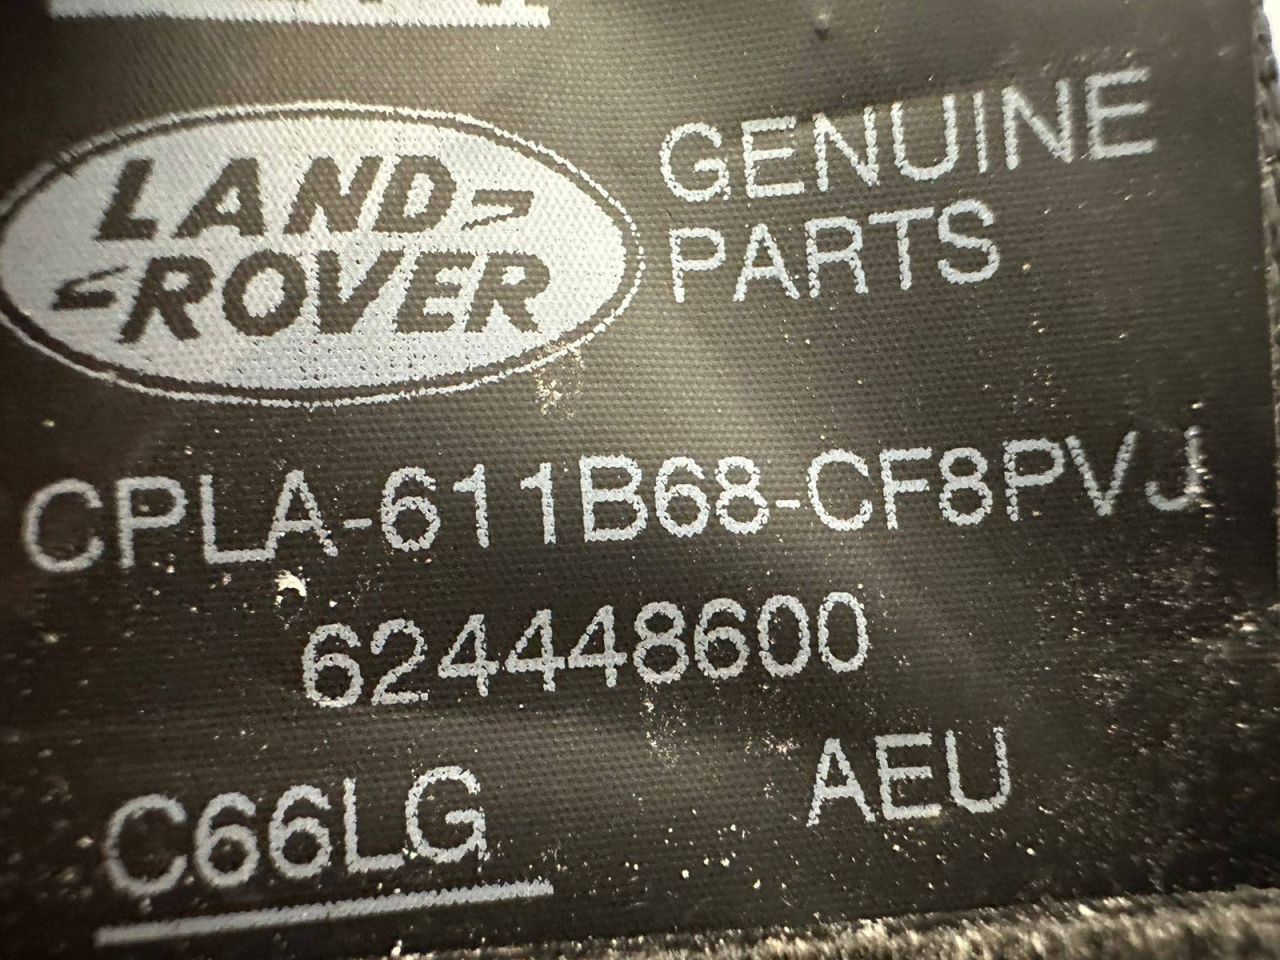 LAND
ROVER
GENUINE
PARTS
CPLA-611B68-CF8PVJ
624448600
C66LG
AEU